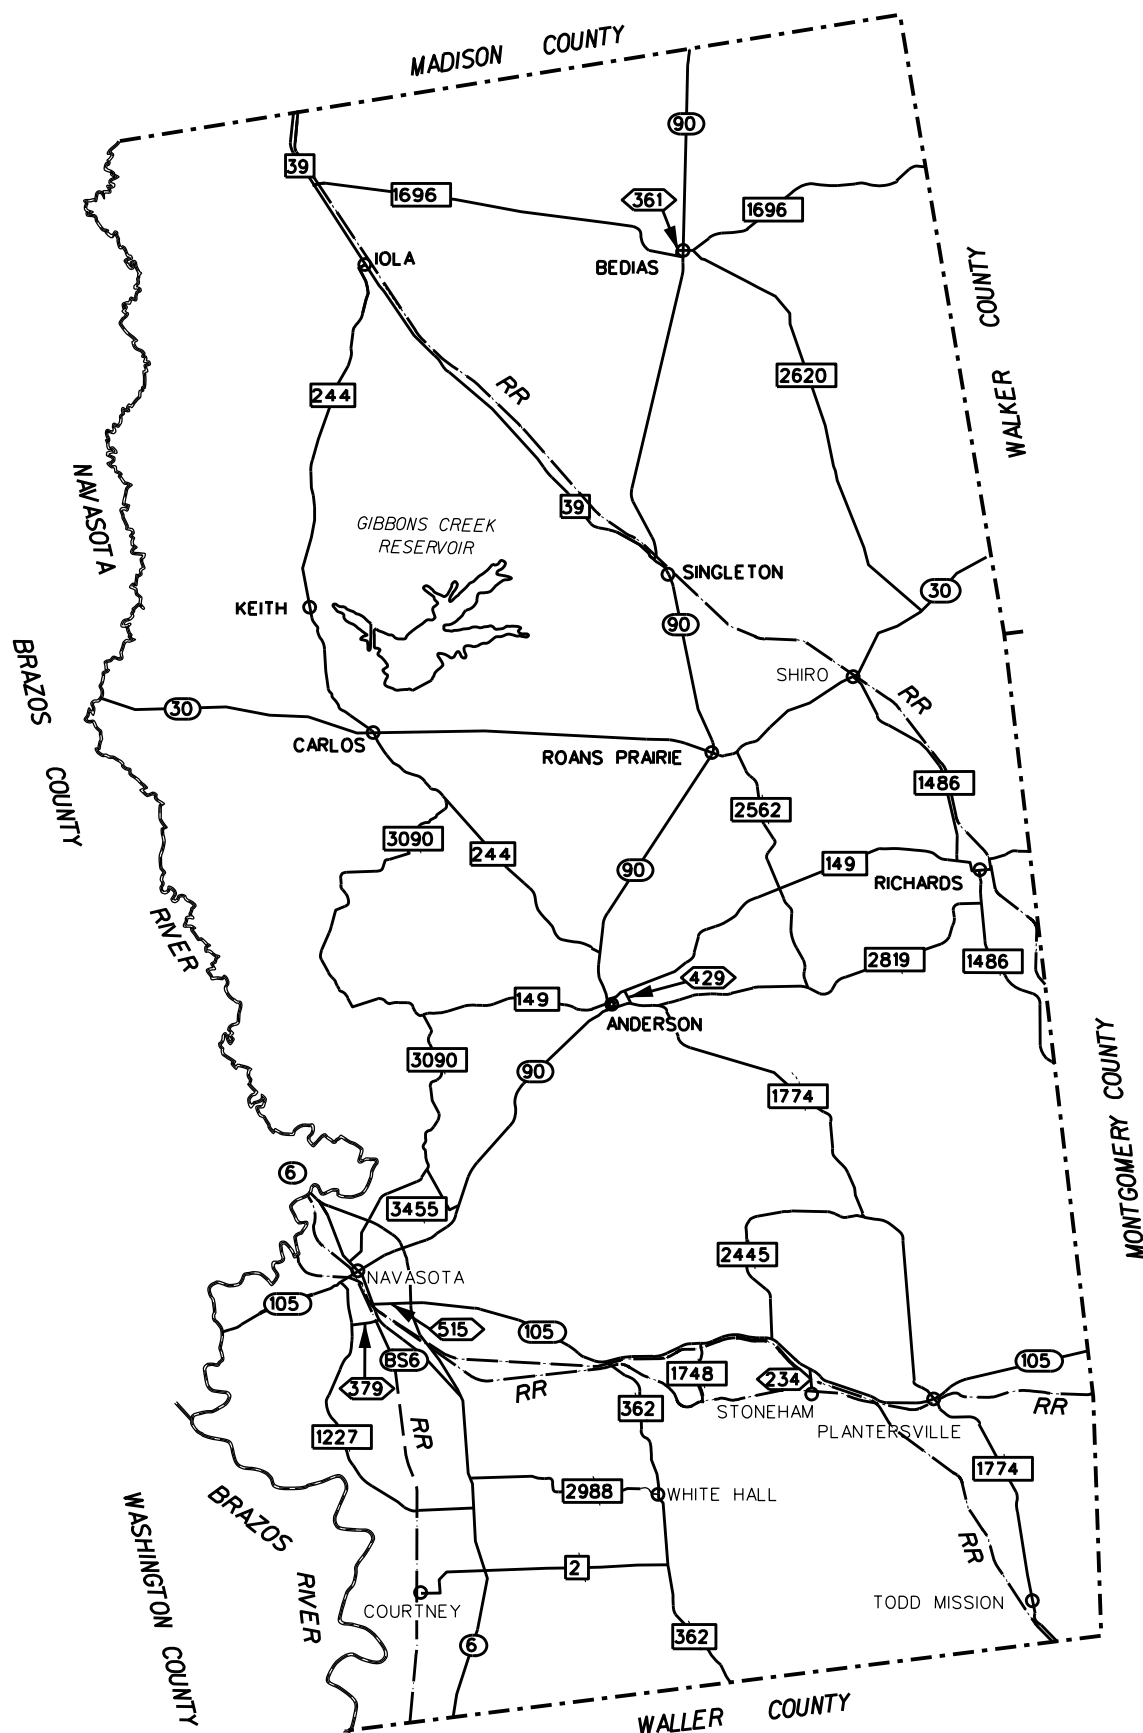 MADISON COUNTY
90
39
1696
361
1696
IOLA
BEDIAS
WALKER COUNTY
RR
2620
244
NAVASOTA
39
GIBBONS CREEK
RESERVOIR
SINGLETON
30
KEITH
90
SHIRO
BRAZOS COUNTY
RR
30
CARLOS
ROANS PRAIRIE
1486
2562
3090
244
90
149
RICHARDS
RIVER
2819
1486
429
149
ANDERSON
3090
90
1774
MONTGOMERY COUNTY
6
3455
2445
NAVASOTA
105
515
105
BS6
379
RR
1748
234
105
362
STONEHAM
RR
RR
PLANTERSVILLE
1227
1774
2988
WHITE HALL
BRAZOS RIVER
WASHINGTON COUNTY
RR
2
COURTNEY
TODD MISSION
6
362
WALLER COUNTY